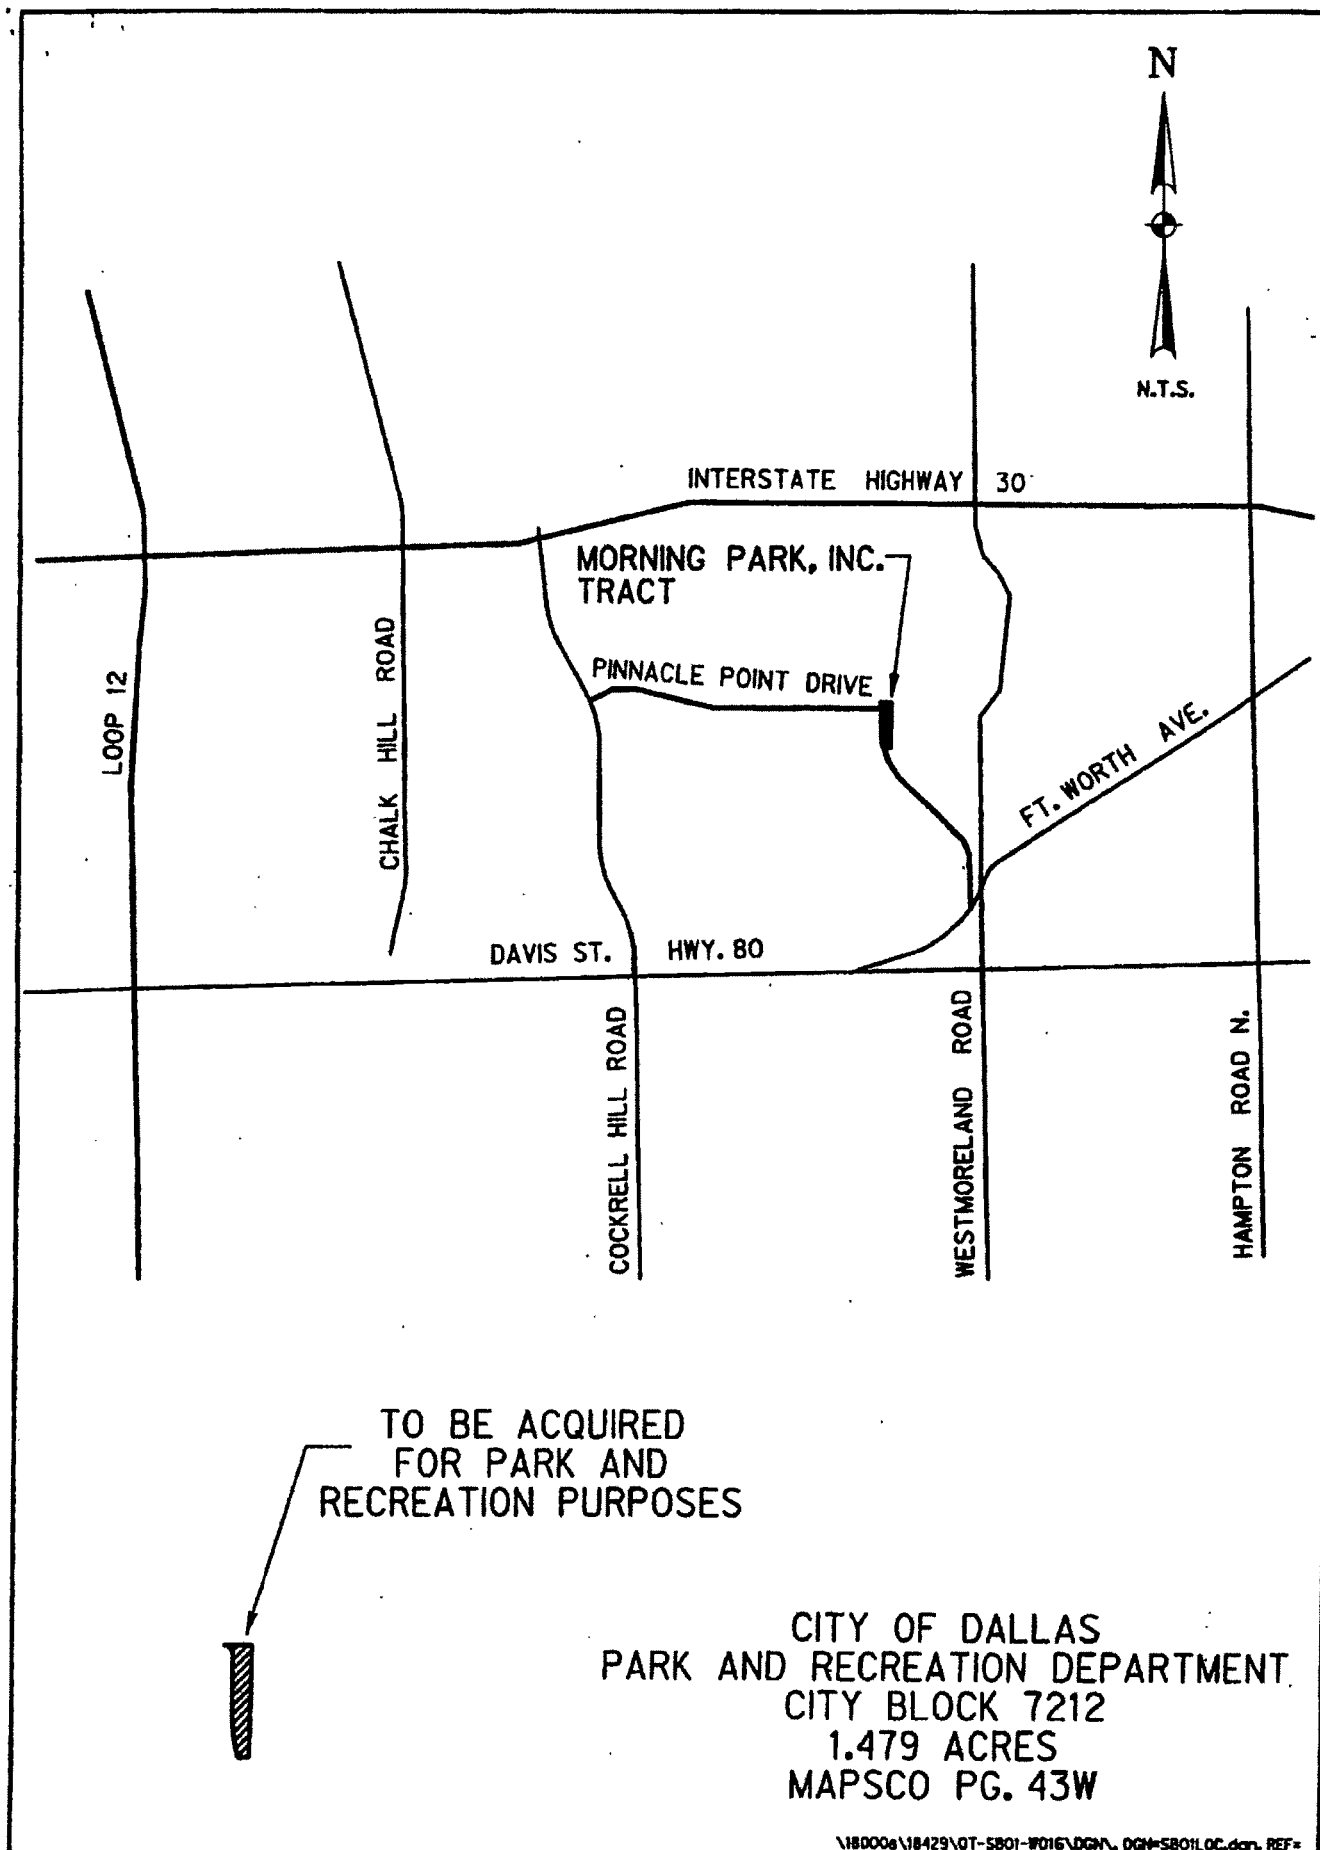 N
N.T.S.
INTERSTATE HIGHWAY 30
MORNING PARK, INC.
TRACT
PINNACLE POINT DRIVE
LOOP 12
CHALK HILL ROAD
FT. WORTH AVE.
DAVIS ST. HWY. 80
COCKRELL HILL ROAD
WESTMORELAND ROAD
HAMPTON ROAD N.
TO BE ACQUIRED
FOR PARK AND
RECREATION PURPOSES
CITY OF DALLAS
PARK AND RECREATION DEPARTMENT
CITY BLOCK 7212
1.479 ACRES
MAPSCO PG. 43W
REF=